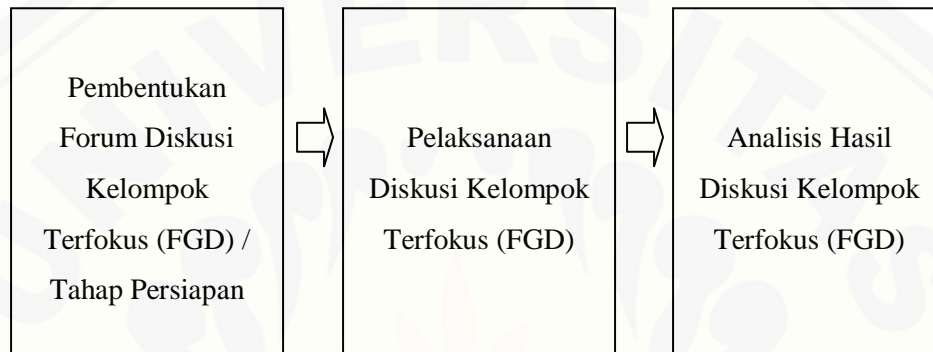 Pembentukan
Forum Diskusi
Kelompok
Terfokus (FGD) /
Tahap Persiapan
Pelaksanaan
Diskusi Kelompok
Terfokus (FGD)
Analisis Hasil
Diskusi Kelompok
Terfokus (FGD)
UNIVERSITAS